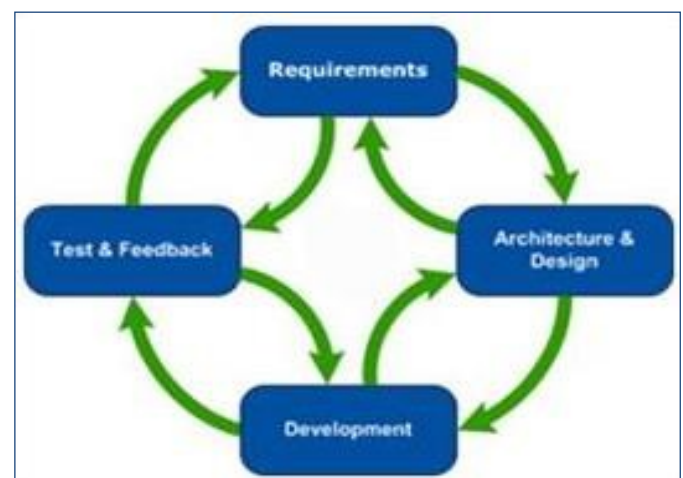 Requirements
Test & Feedback
Architecture &
Design
Development